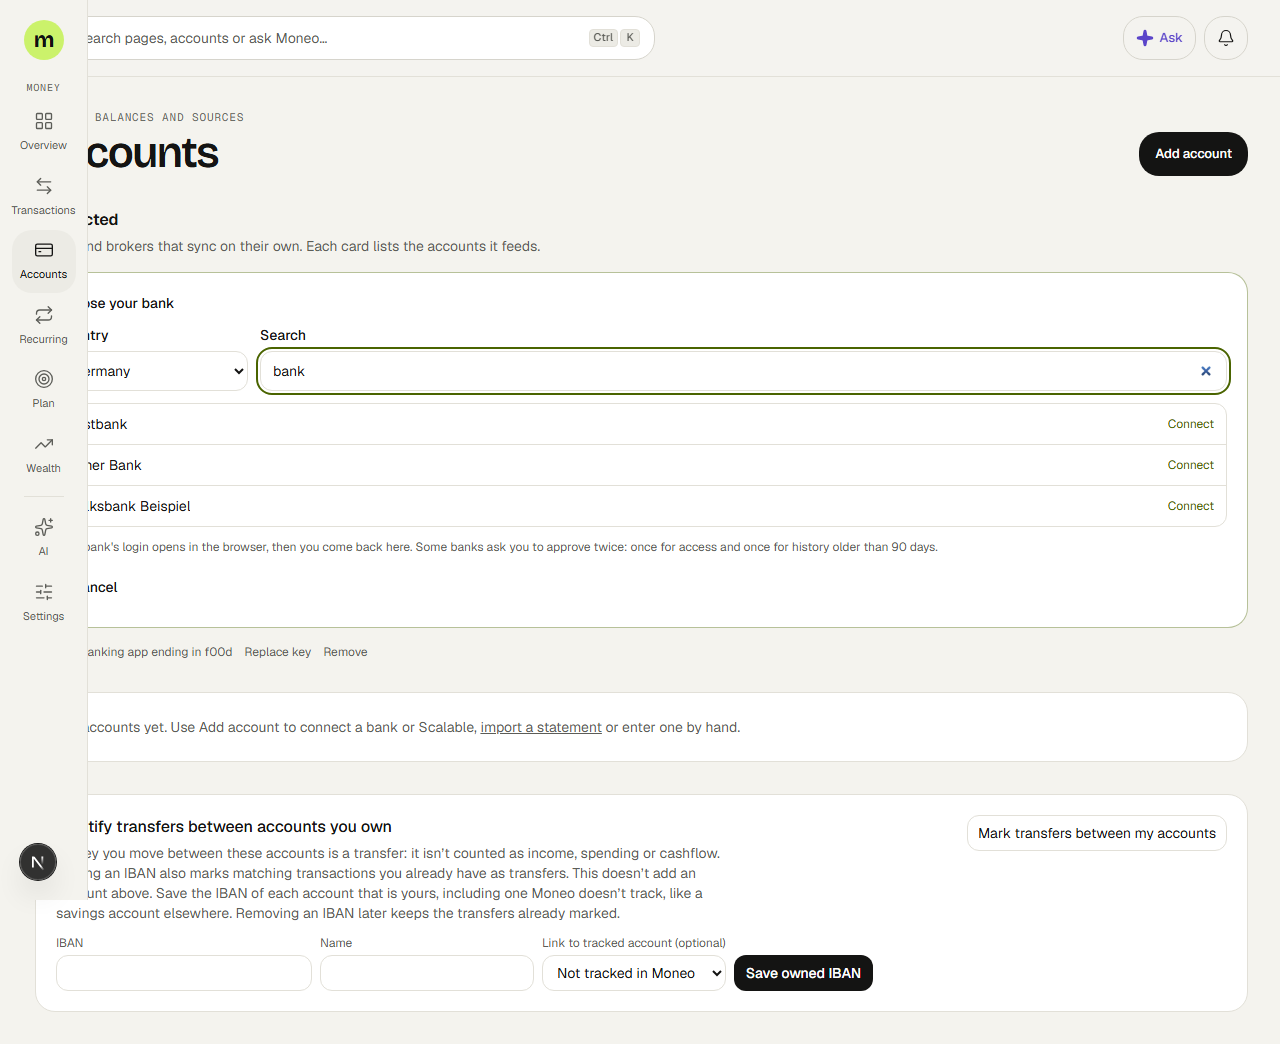 m
earch pages, accounts or ask Moneo...
Ctrl K
Ask
MONEY
Overview
Transactions
Accounts
Recurring
Plan
Wealth
AI
Settings
N
BALANCES AND SOURCES
counts
Add account
cted
nd brokers that sync on their own. Each card lists the accounts it feeds.
ose your bank
ntry
Search
ermany
bank
stbank
Connect
ner Bank
Connect
lksbank Beispiel
Connect
bank's login opens in the browser, then you come back here. Some banks ask you to approve twice: once for access and once for history older than 90 days.
ancel
anking app ending in f00d Replace key Remove
accounts yet. Use Add account to connect a bank or Scalable, import a statement or enter one by hand.
tify transfers between accounts you own
Mark transfers between my accounts
ey you move between these accounts is a transfer: it isn't counted as income, spending or cashflow.
ng an IBAN also marks matching transactions you already have as transfers. This doesn't add an
unt above. Save the IBAN of each account that is yours, including one Moneo doesn't track, like a
savings account elsewhere. Removing an IBAN later keeps the transfers already marked.
IBAN
Name
Link to tracked account (optional)
Not tracked in Moneo
Save owned IBAN